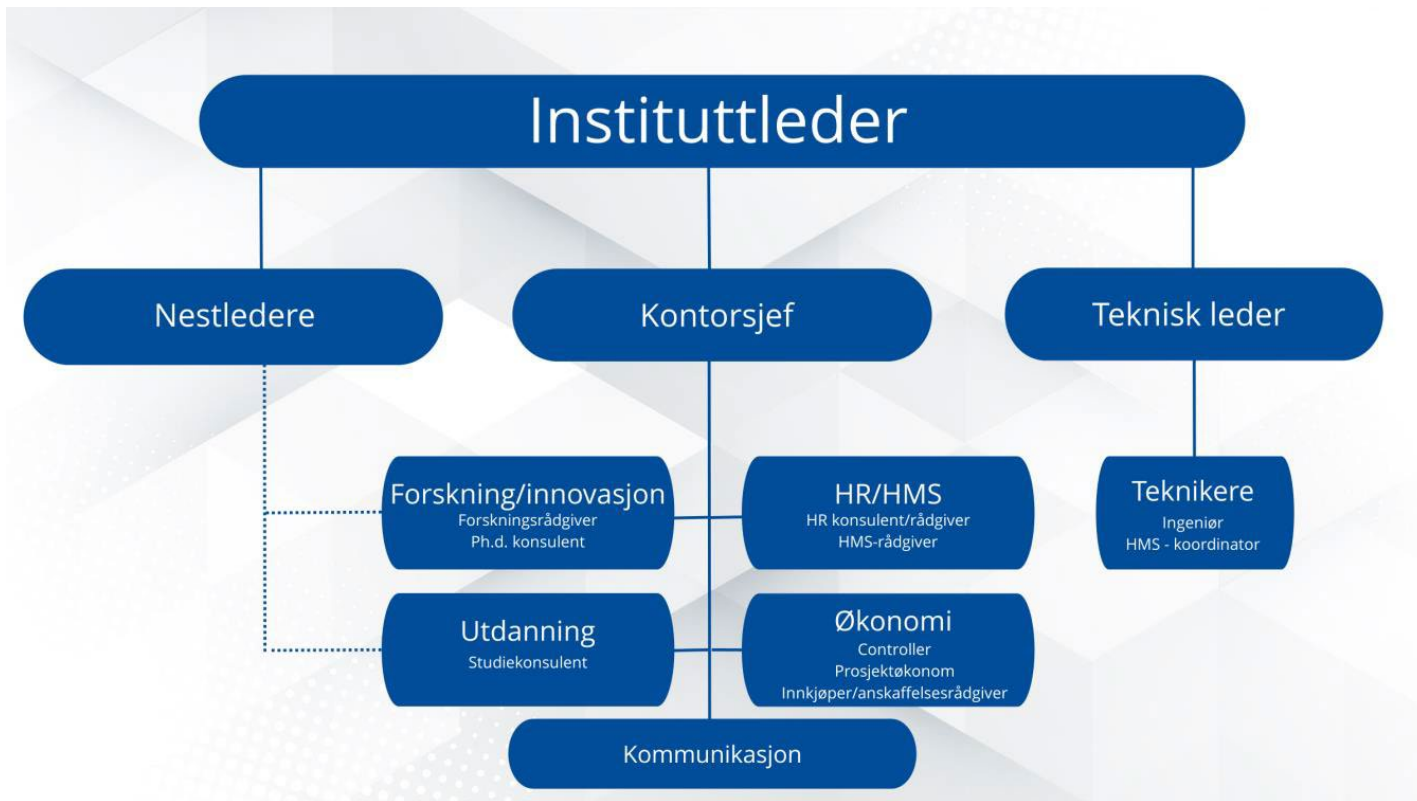 Instituttleder
Nestledere
Kontorsjef
Teknisk leder
Forskning/innovasjon
Forskningsrådgiver
Ph.d. konsulent
HR/HMS
HR konsulent/rådgiver
HMS-rådgiver
Teknikere
Ingeniør
HMS - koordinator
Utdanning
Studiekonsulent
Økonomi
Controller
Prosjektøkonom
Innkjøper/anskaffelsesrådgiver
Kommunikasjon